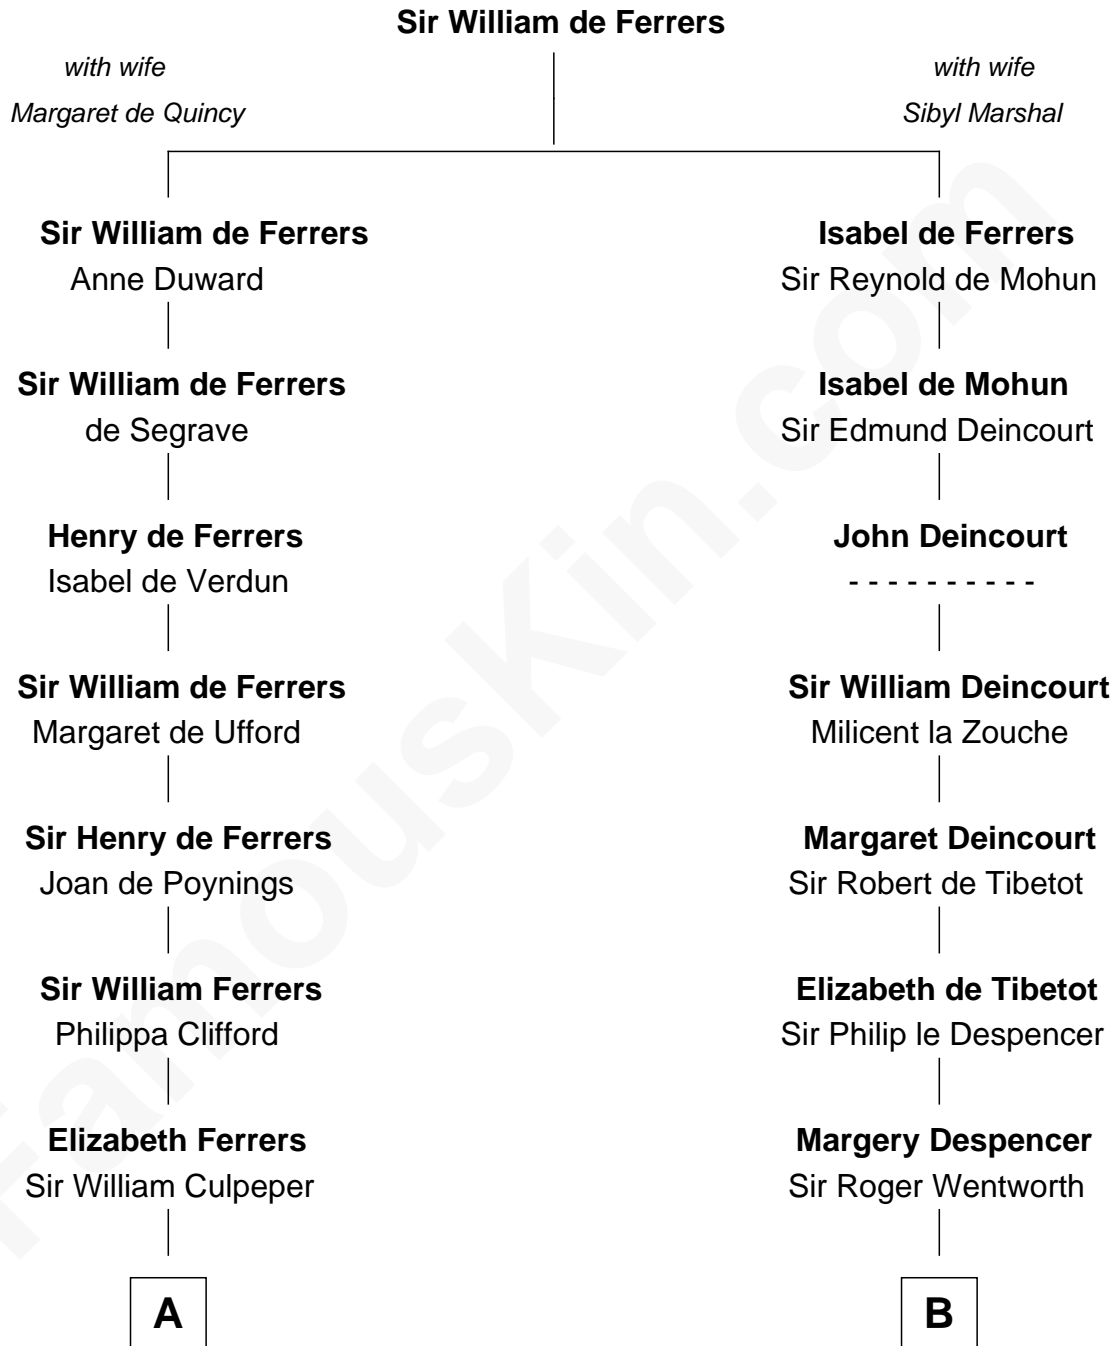 Sir William de Ferrers
with wife
Margaret de Quincy
with wife
Sibyl Marshal
Sir William de Ferrers
Anne Duward
Isabel de Ferrers
Sir Reynold de Mohun
Sir William de Ferrers
de Segrave
Isabel de Mohun
Sir Edmund Deincourt
Henry de Ferrers
Isabel de Verdun
John Deincourt
- - - - - - - - - -
Sir William de Ferrers
Margaret de Ufford
Sir William Deincourt
Milicent la Zouche
Sir Henry de Ferrers
Joan de Poynings
Margaret Deincourt
Sir Robert de Tibetot
Sir William Ferrers
Philippa Clifford
Elizabeth de Tibetot
Sir Philip le Despencer
Elizabeth Ferrers
Sir William Culpeper
Margery Despencer
Sir Roger Wentworth
A
B
FamousKin.com